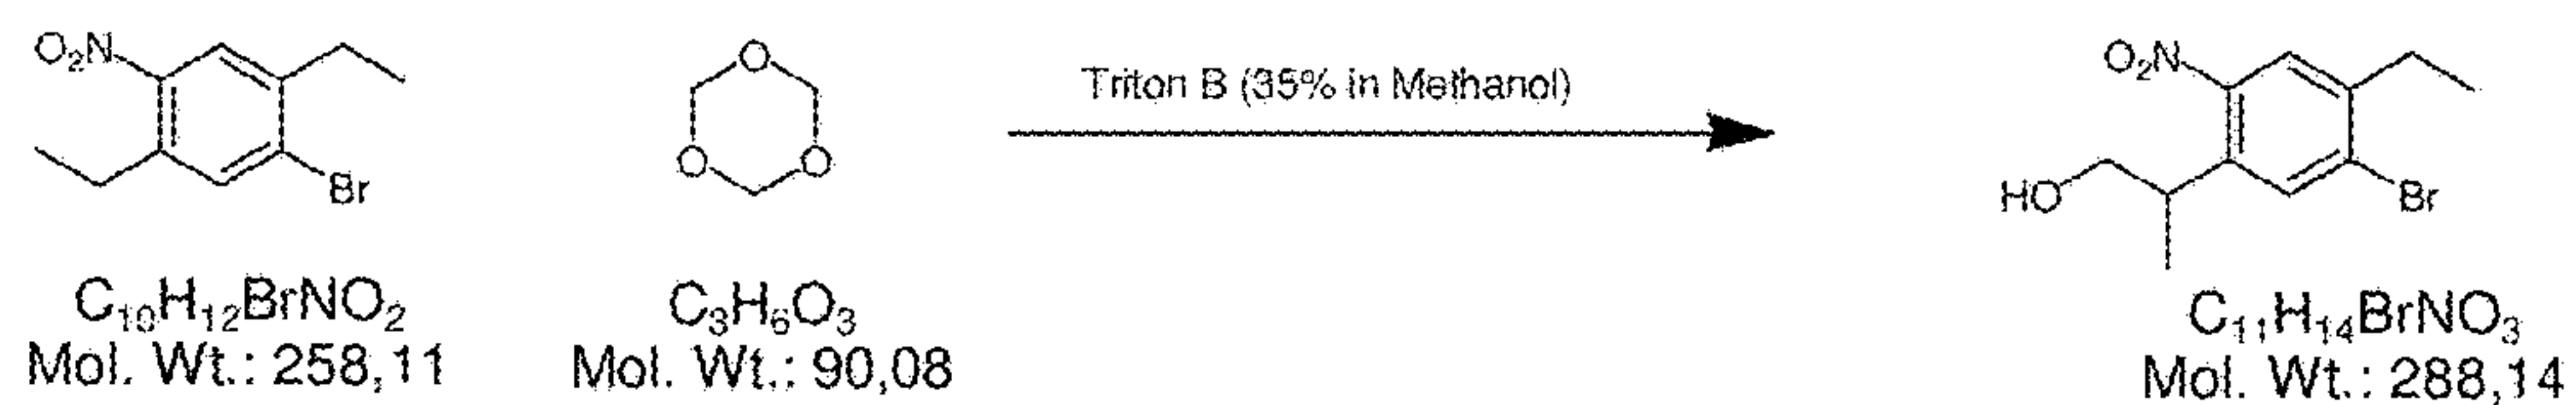 O₂N
Br
C₁₀H₁₂BrNO₂
Mol. Wt.: 258,11
O
O
O
C₃H₆O₃
Mol. Wt.: 90,08
Triton B (35% in Methanol)
O₂N
HO
Br
C₁₁H₁₄BrNO₃
Mol. Wt.: 288,14